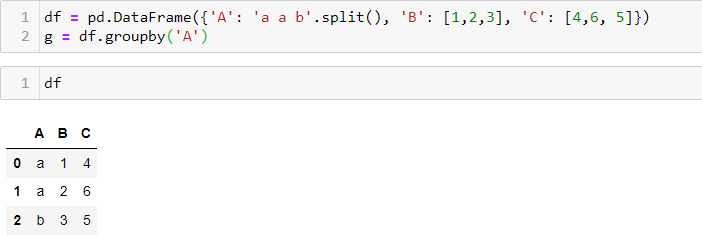 1 df = pd.DataFrame({'A': 'a a b'.split(), 'B': [1,2,3], 'C': [4,6, 5]})
2 g = df.groupby('A')
1 df
A B C
0 a 1 4
1 a 2 6
2 b 3 5